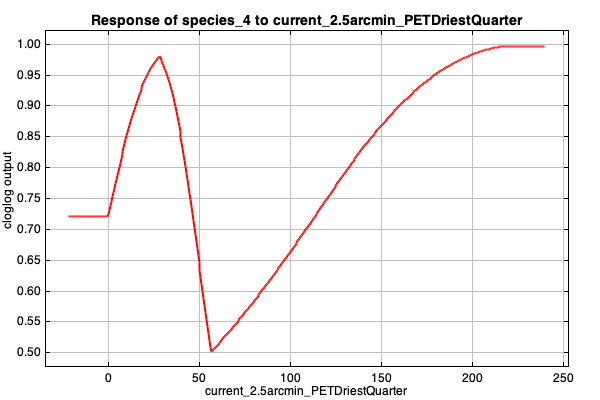 Response of species_4 to current_2.5arcmin_PETDriestQuarter
cloglog output
1.00
0.95
0.90
0.85
0.80
0.75
0.70
0.65
0.60
0.55
0.50
0 50 100 150 200 250
current_2.5arcmin_PETDriestQuarter